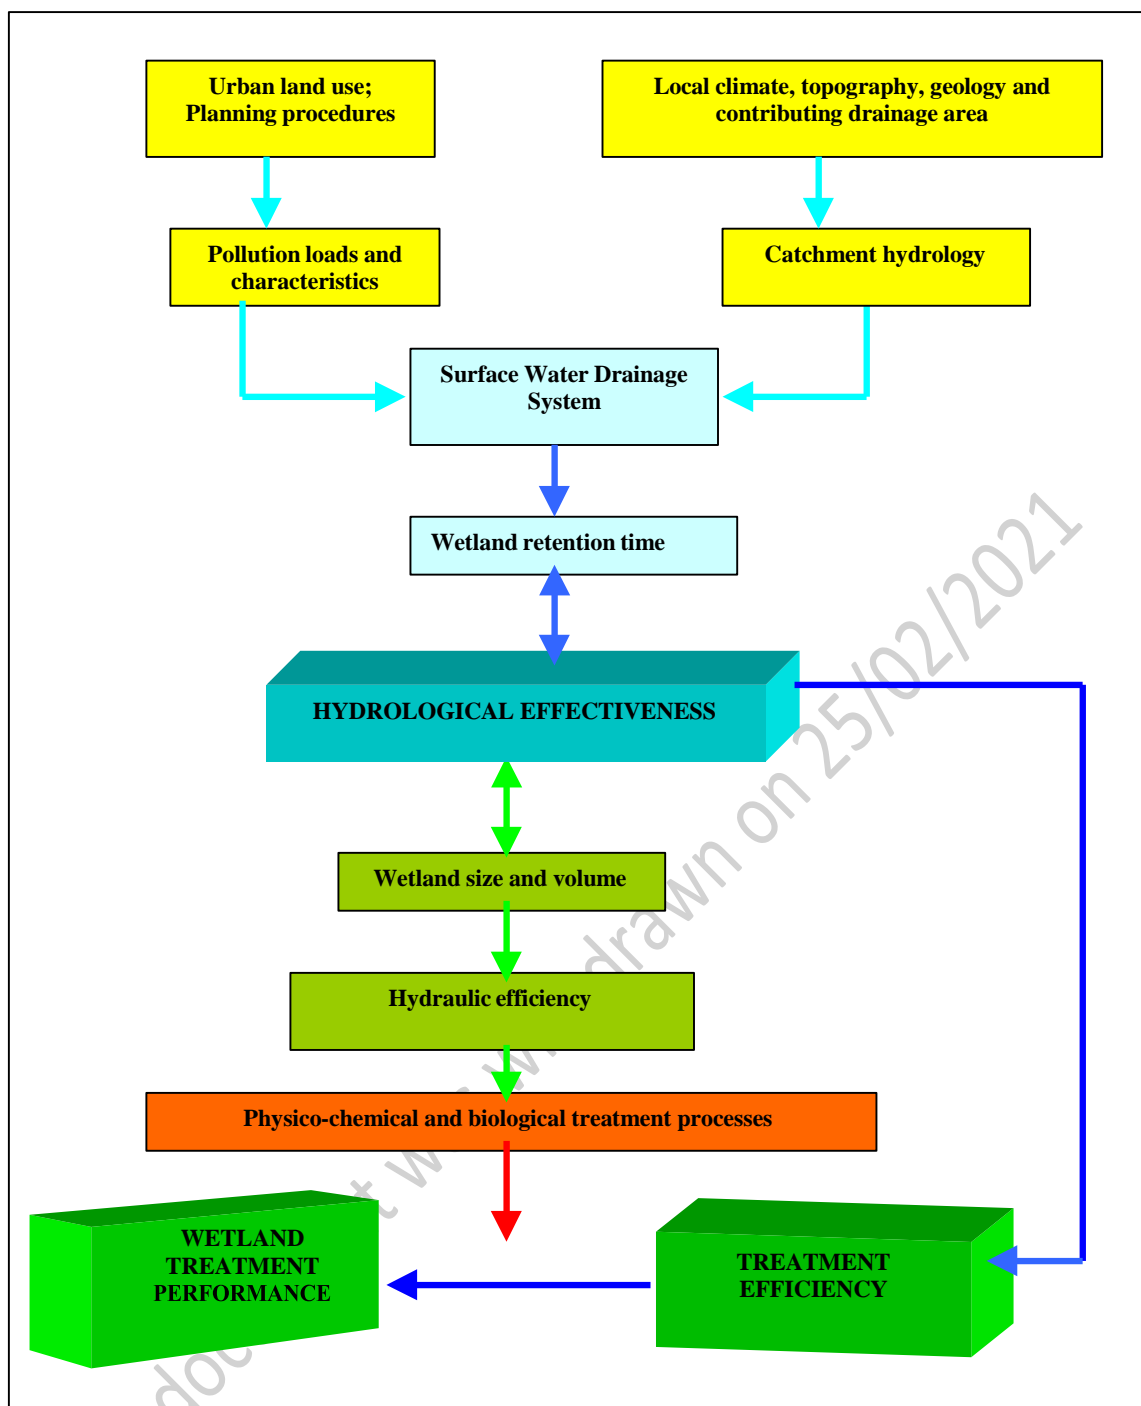 Urban land use;
Planning procedures
Local climate, topography, geology and
contributing drainage area
Pollution loads and
characteristics
Catchment hydrology
Surface Water Drainage
System
Wetland retention time
HYDROLOGICAL EFFECTIVENESS
Wetland size and volume
Hydraulic efficiency
Physico-chemical and biological treatment processes
WETLAND
TREATMENT
PERFORMANCE
TREATMENT
EFFICIENCY
drawn on 25/02/2021